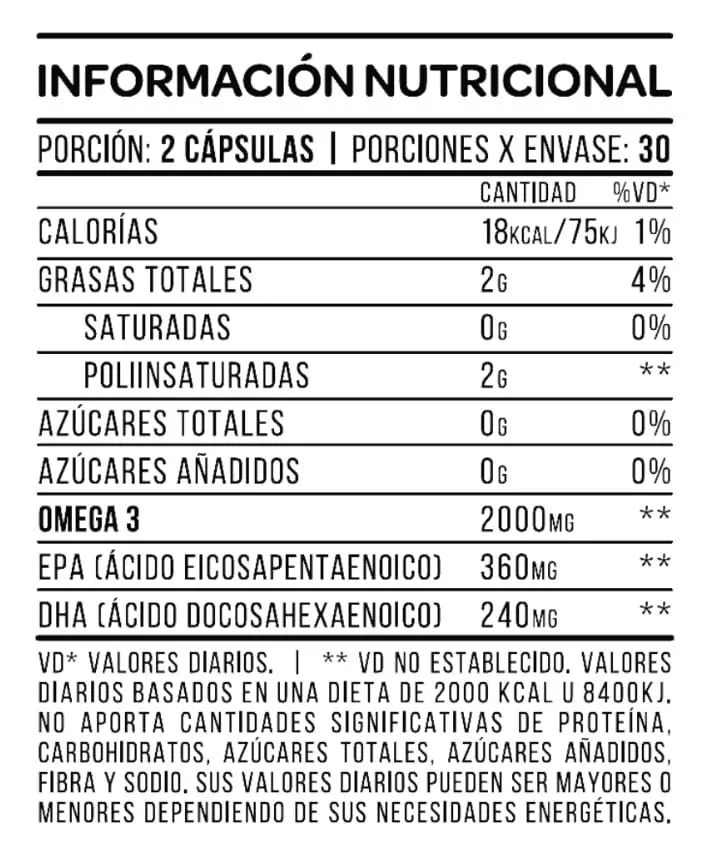 INFORMACIÓN NUTRICIONAL
PORCIÓN: 2 CÁPSULAS | PORCIONES X ENVASE: 30
CANTIDAD %VD*
CALORÍAS 18KCAL/75KJ 1%
GRASAS TOTALES 2G 4%
SATURADAS 0G 0%
POLIINSATURADAS 2G **
AZÚCARES TOTALES 0G 0%
AZÚCARES AÑADIDOS 0G 0%
OMEGA 3 2000MG **
EPA (ÁCIDO EICOSAPENTAENOICO) 360MG **
DHA (ÁCIDO DOCOSAHEXAENOICO) 240MG **
VD* VALORES DIARIOS. | ** VD NO ESTABLECIDO. VALORES
DIARIOS BASADOS EN UNA DIETA DE 2000 KCAL U 8400KJ.
NO APORTA CANTIDADES SIGNIFICATIVAS DE PROTEÍNA,
CARBOHIDRATOS, AZÚCARES TOTALES, AZÚCARES AÑADIDOS,
FIBRA Y SODIO. SUS VALORES DIARIOS PUEDEN SER MAYORES O
MENORES DEPENDIENDO DE SUS NECESIDADES ENERGÉTICAS.